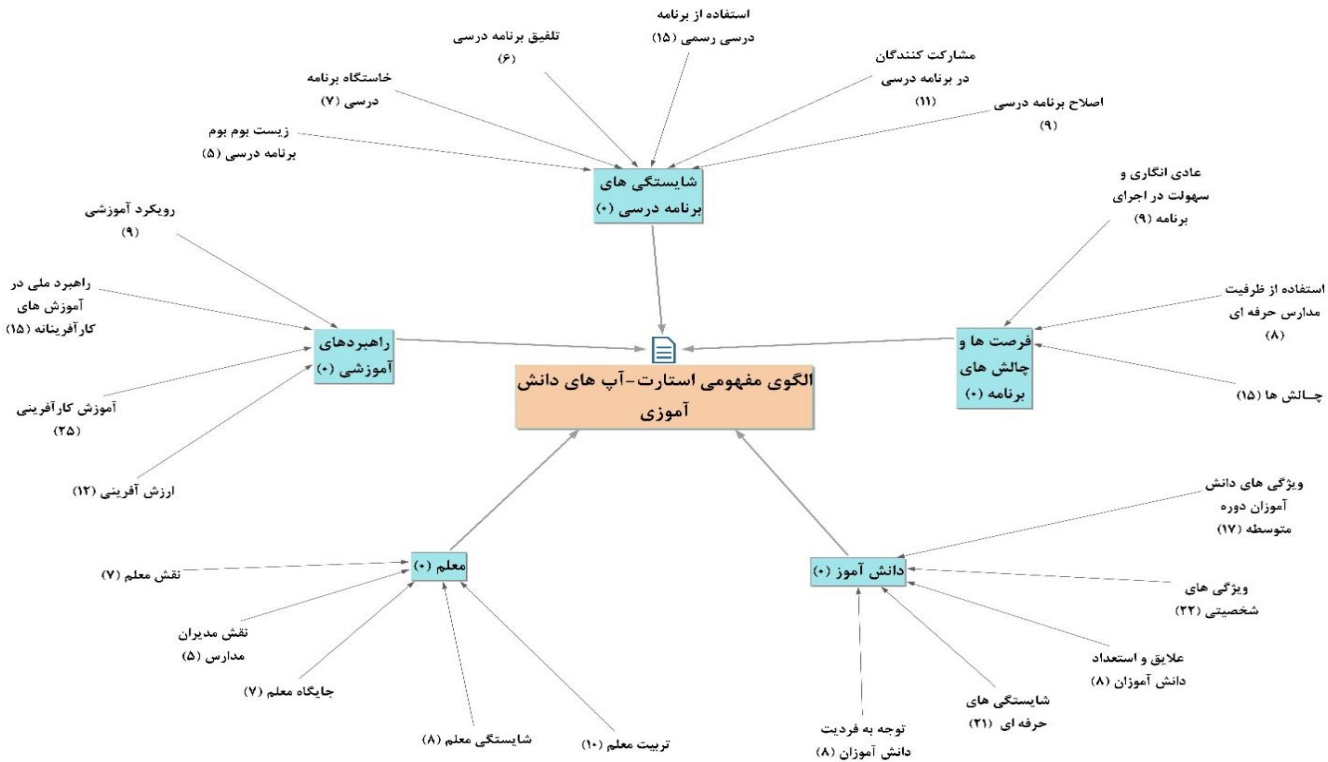 استفاده از برنامه
درسی رسمی (۱۵)
تلفیق برنامه درسی
(۶)
مشارکت کنندگان
در برنامه درسی
(۱۱)
خاستگاه برنامه
درسی (۷)
اصلاح برنامه درسی
(۹)
زیست بوم بوم
برنامه درسی (۵)
شایستگی های
برنامه درسی (۰)
عادی انگاری و
سهولت در اجرای
برنامه (۹)
استفاده از ظرفیت
مدارس حرفه ای
(۸)
چــالش ها (۱۵)
فرصت ها و
چالش های
برنامه (۰)
رویکرد آموزشی
(۹)
راهبرد ملی در
آموزش های
کارآفرینانه (۱۵)
آموزش کارآفرینی
(۲۵)
ارزش آفرینی (۱۲)
راهبردهای
آموزشی (۰)
الگوی مفهومی استارت-آپ های دانش
آموزی
ویژگی های دانش
آموزان دوره
متوسطه (۱۷)
ویژگی های
شخصیتی (۲۲)
علایق و استعداد
دانش آموزان (۸)
شایستگی های
حرفه ای (۲۱)
توجه به فردیت
دانش آموزان (۸)
دانش آموز (۰)
معلم (۰)
نقش معلم (۷)
نقش مدیران
مدارس (۵)
جایگاه معلم (۷)
شایستگی معلم (۸)
تربیت معلم (۱۰)